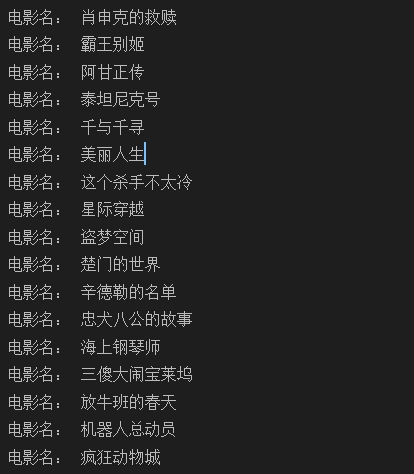 电影名： 肖申克的救赎
电影名： 霸王别姬
电影名： 阿甘正传
电影名： 泰坦尼克号
电影名： 千与千寻
电影名： 美丽人生
电影名： 这个杀手不太冷
电影名： 星际穿越
电影名： 盗梦空间
电影名： 楚门的世界
电影名： 辛德勒的名单
电影名： 忠犬八公的故事
电影名： 海上钢琴师
电影名： 三傻大闹宝莱坞
电影名： 放牛班的春天
电影名： 机器人总动员
电影名： 疯狂动物城